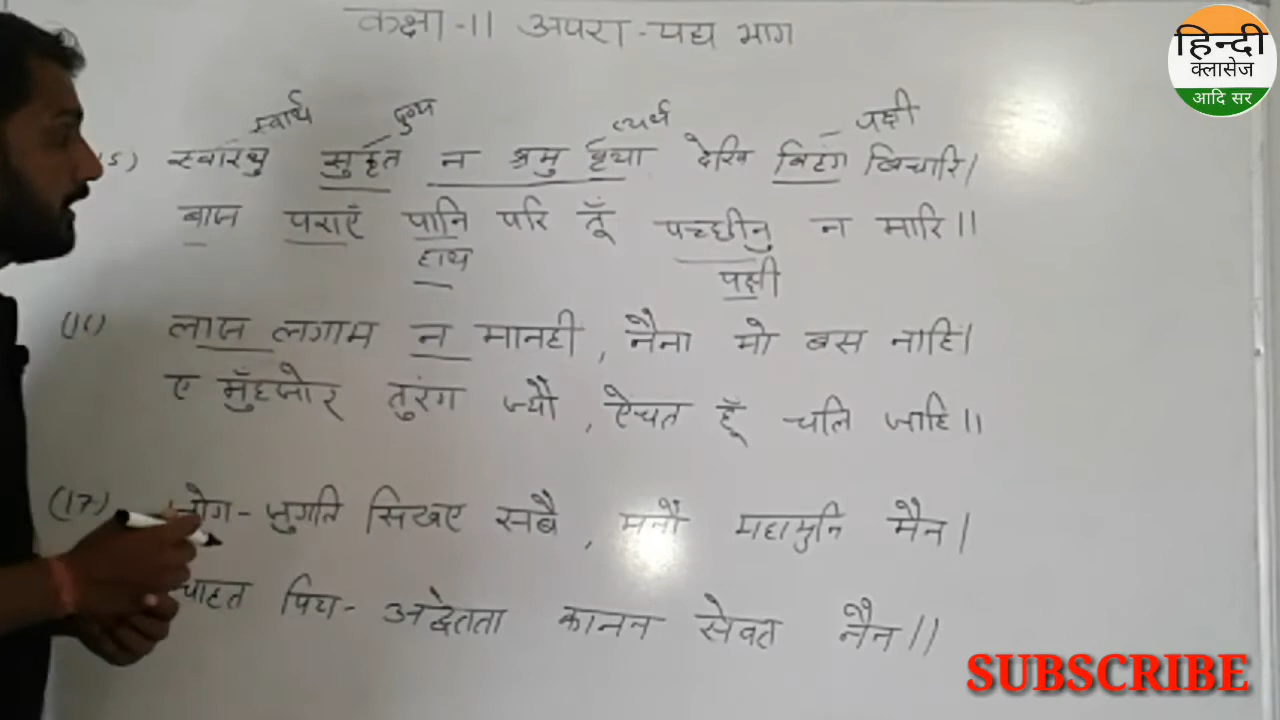 कक्षा-11 अपरा-पद्य भाग
हिन्दी
क्लासेज
आदि सर
स्वार्थ पुण्य व्यर्थ पक्षी
15) स्वारथु सुकृत न श्रमु वृथा देखि बिहंग बिचारि।
बाज पराएँ पानि परि तूँ पच्छीनु न मारि॥
हाथ पक्षी
(16) लाज लगाम न मानही, नैना मो बस नाहिं।
ए मुँहजोर तुरंग ज्यौं, ऐंचत हूँ चलि जाहि॥
(17) जोग-जुगति सिखए सबै, मनौ महामुनि मैन।
चाहत पिय-अद्वेतता कानन सेवत नैन॥
SUBSCRIBE